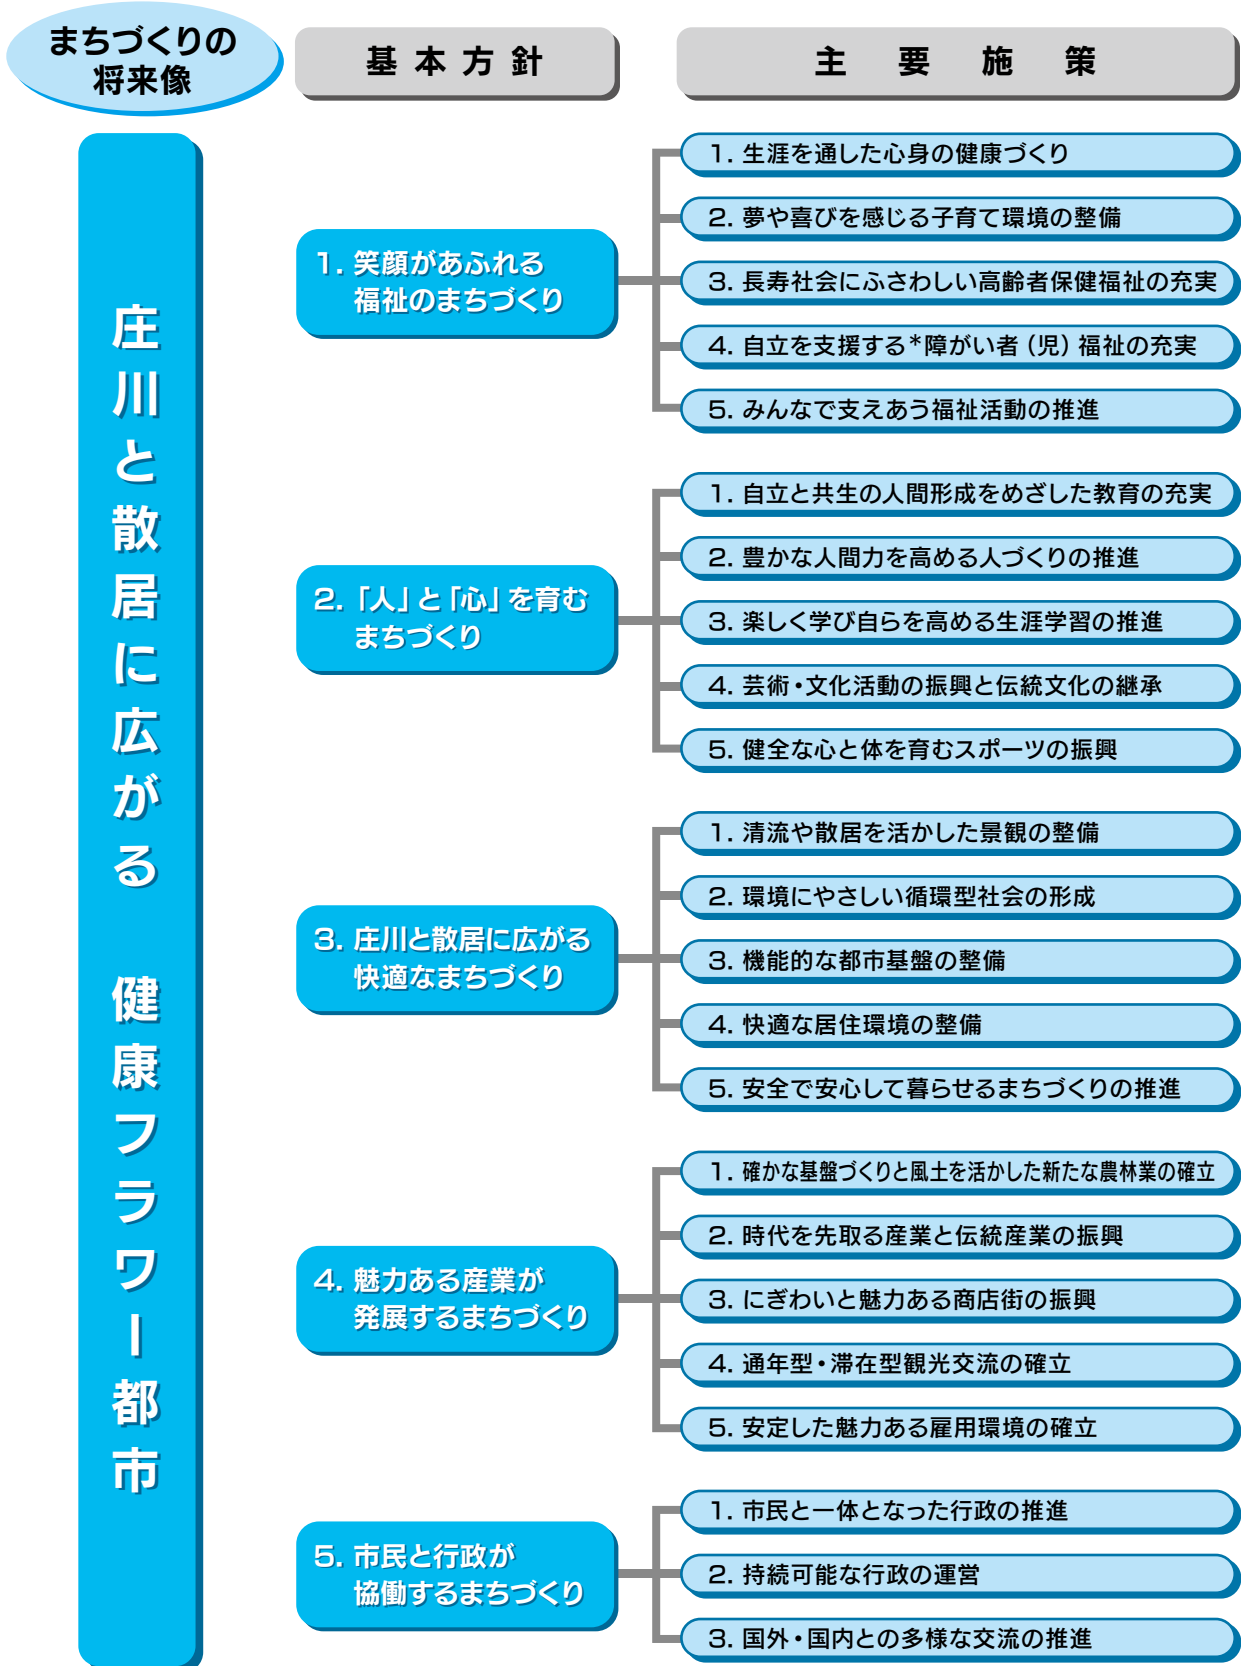 まちづくりの
将来像
基本方針
主要施策
庄川と散居に広がる 健康フラワー都市
1. 笑顔があふれる
福祉のまちづくり
1. 生涯を通した心身の健康づくり
2. 夢や喜びを感じる子育て環境の整備
3. 長寿社会にふさわしい高齢者保健福祉の充実
4. 自立を支援する*障がい者（児）福祉の充実
5. みんなで支えあう福祉活動の推進
2.「人」と「心」を育む
まちづくり
1. 自立と共生の人間形成をめざした教育の充実
2. 豊かな人間力を高める人づくりの推進
3. 楽しく学び自らを高める生涯学習の推進
4. 芸術・文化活動の振興と伝統文化の継承
5. 健全な心と体を育むスポーツの振興
3. 庄川と散居に広がる
快適なまちづくり
1. 清流や散居を活かした景観の整備
2. 環境にやさしい循環型社会の形成
3. 機能的な都市基盤の整備
4. 快適な居住環境の整備
5. 安全で安心して暮らせるまちづくりの推進
4. 魅力ある産業が
発展するまちづくり
1. 確かな基盤づくりと風土を活かした新たな農林業の確立
2. 時代を先取る産業と伝統産業の振興
3. にぎわいと魅力ある商店街の振興
4. 通年型・滞在型観光交流の確立
5. 安定した魅力ある雇用環境の確立
5. 市民と行政が
協働するまちづくり
1. 市民と一体となった行政の推進
2. 持続可能な行政の運営
3. 国外・国内との多様な交流の推進